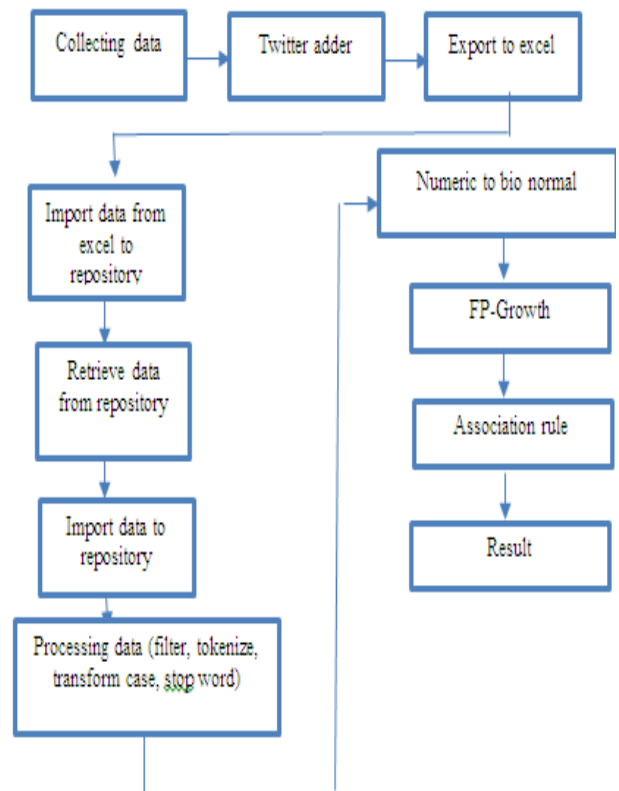 Collecting data
Twitter adder
Export to excel
Import data from
excel to
repository
Retrieve data
from repository
Import data to
repository
Processing data (filter, tokenize,
transform case, stop word)
Numeric to bio normal
FP-Growth
Association rule
Result